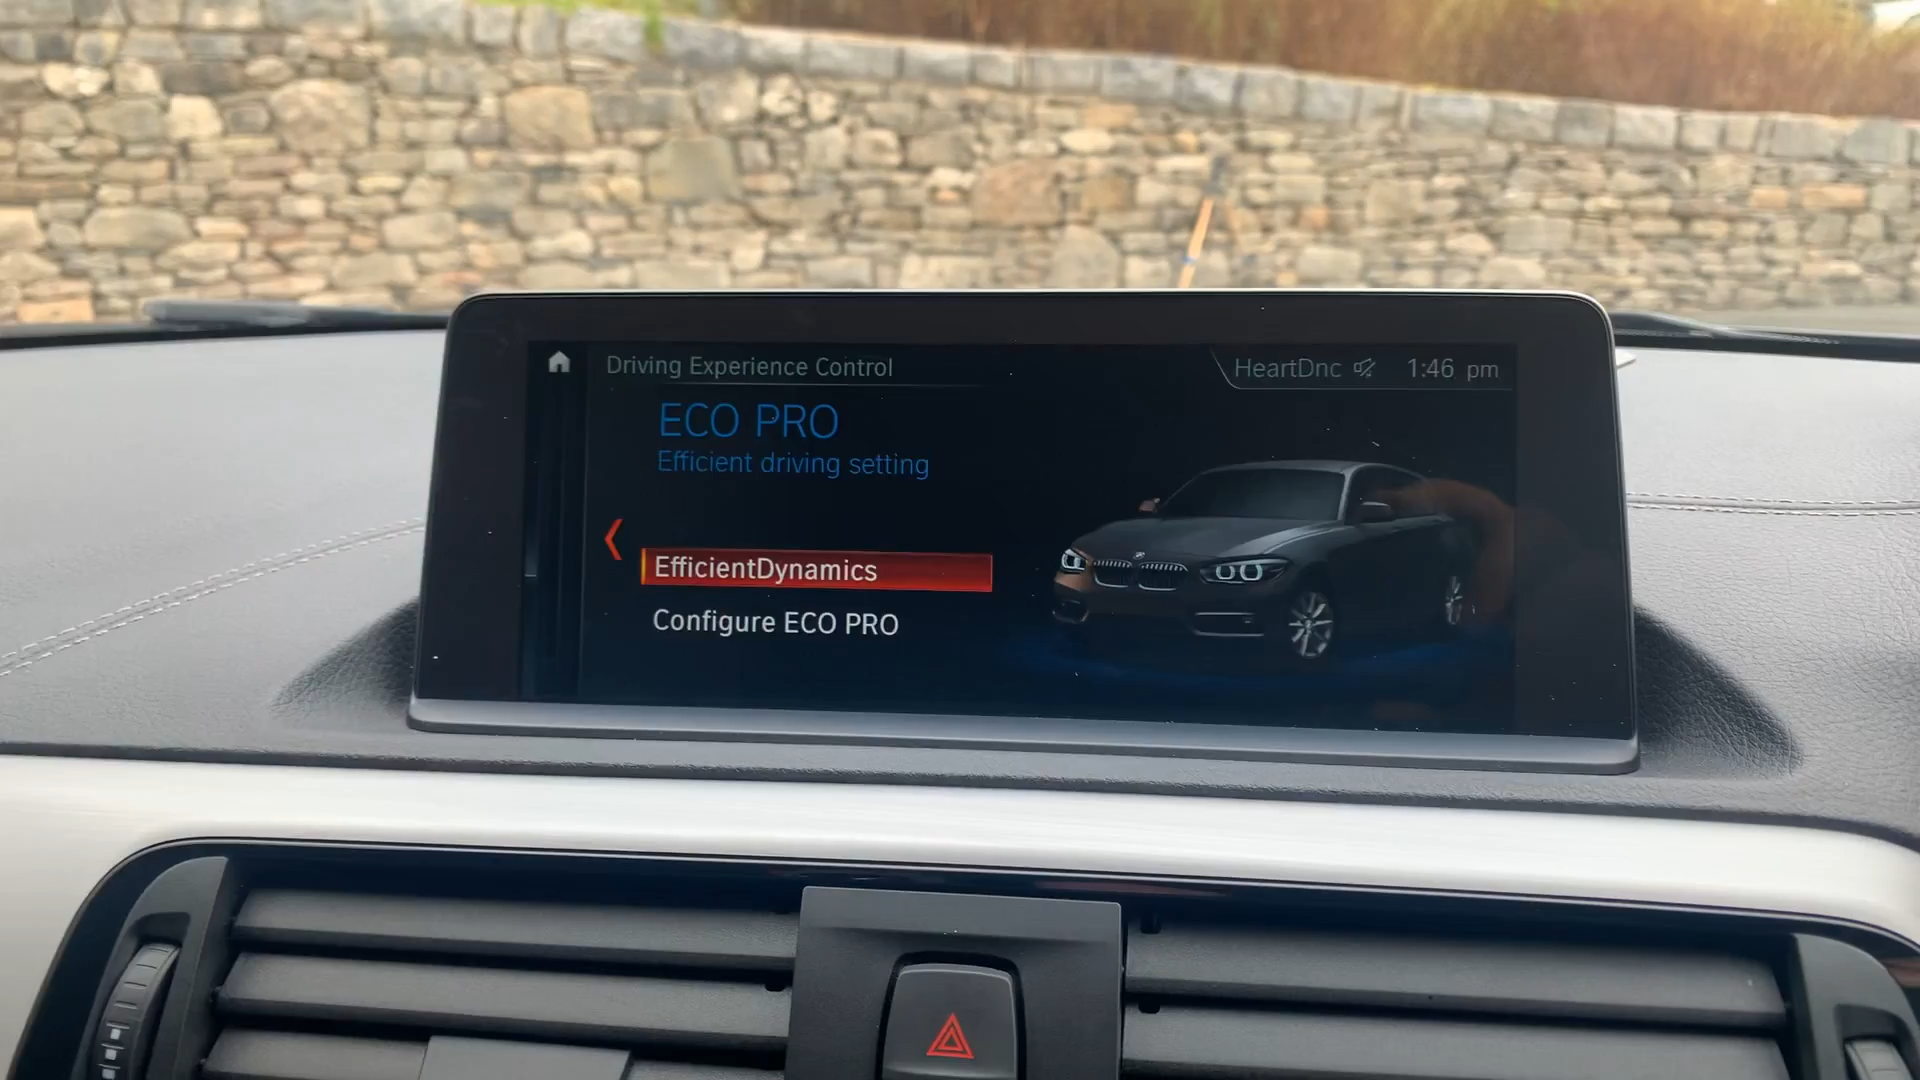 Driving Experience Control
HeartDnc 1:46 pm
ECO PRO
Efficient driving setting
EfficientDynamics
Configure ECO PRO